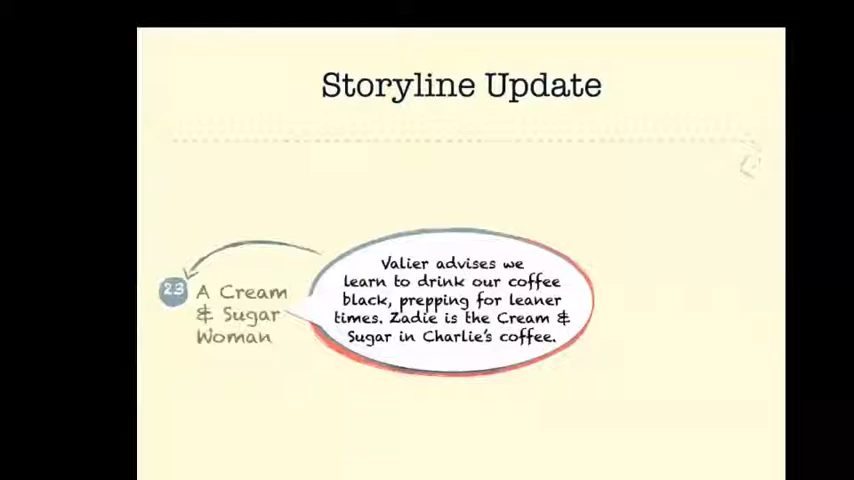 Storyline Update
23
A Cream
& Sugar
Woman
Valier advises we
learn to drink our coffee
black, prepping for leaner
times. Zadie is the Cream &
Sugar in Charlie's coffee.